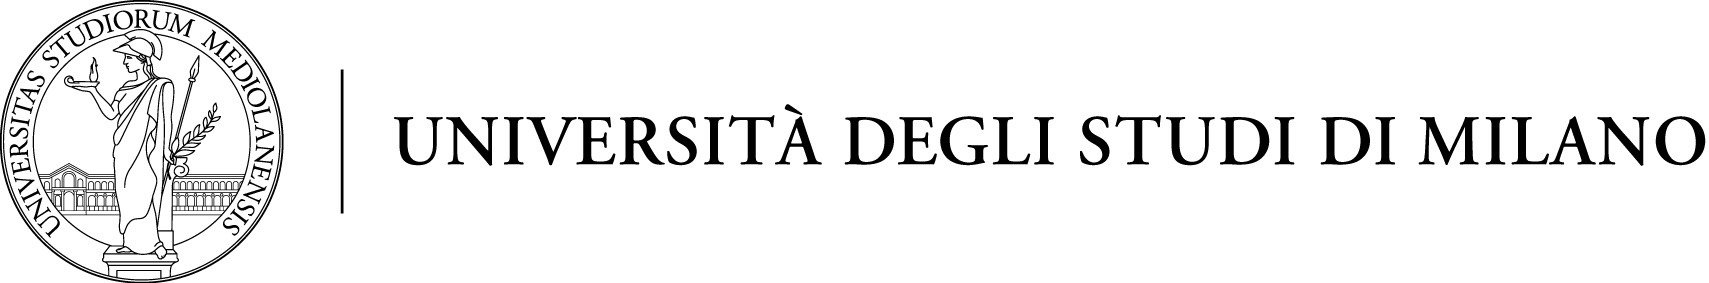 UNIVERSITAS STUDIORUM MEDIOLANENSIS
UNIVERSITÀ DEGLI STUDI DI MILANO